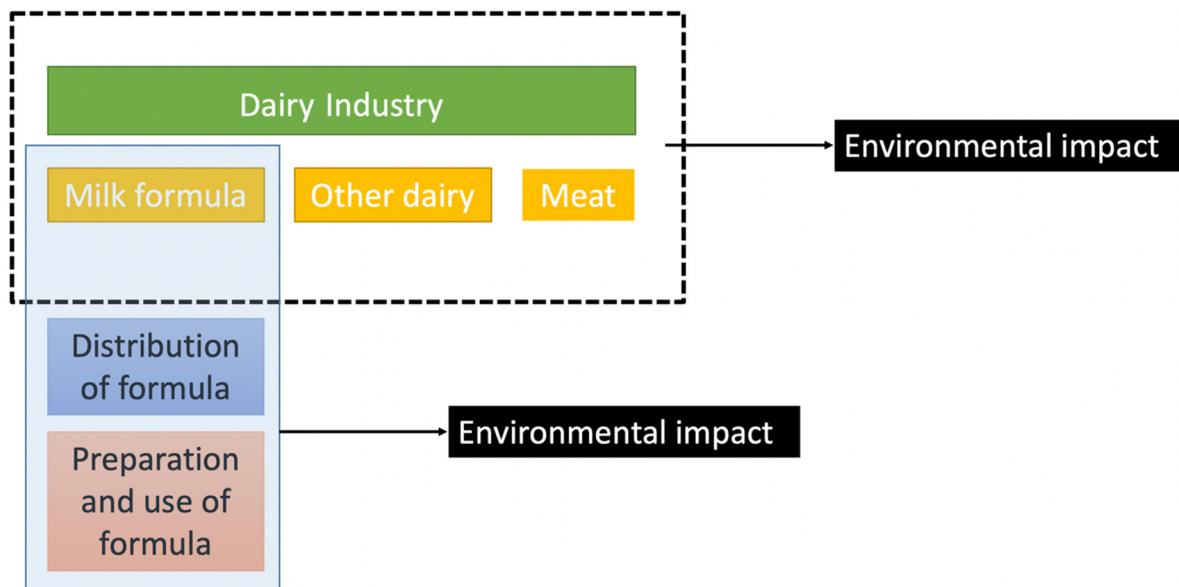 Dairy Industry
Environmental impact
Milk formula
Other dairy
Meat
Distribution
of formula
Environmental impact
Preparation
and use of
formula